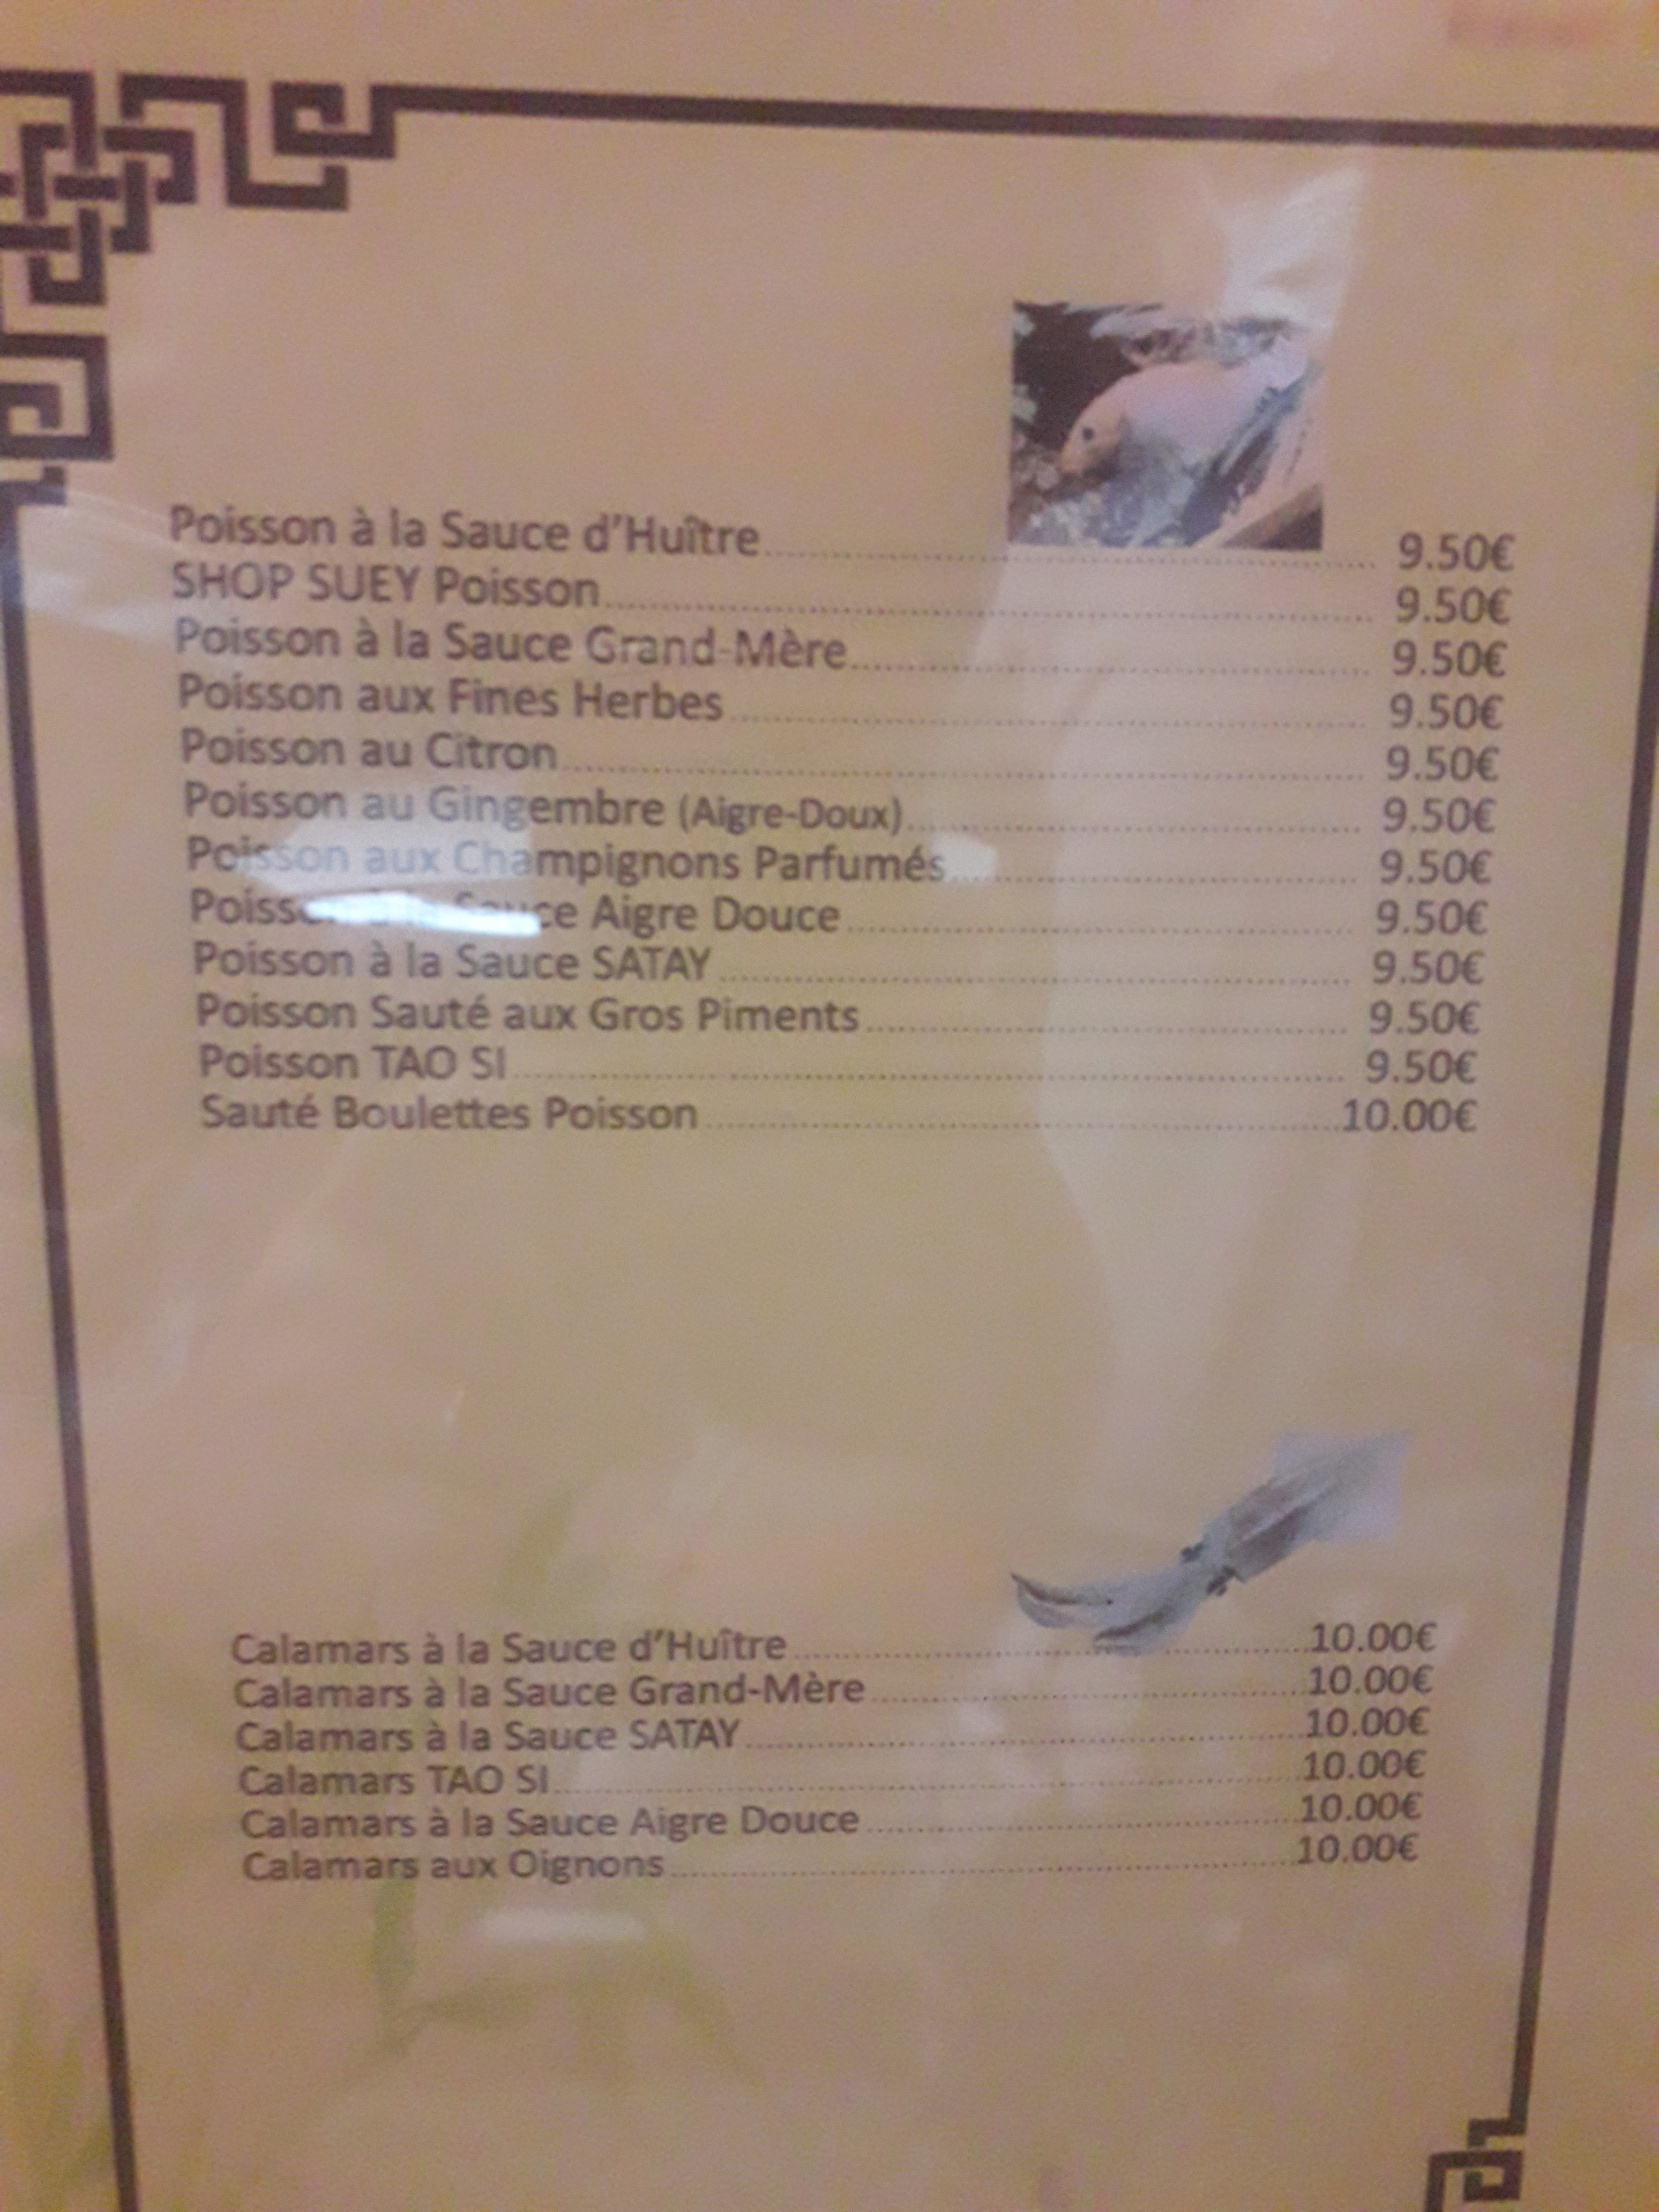 Poisson à la Sauce d'Huître 9.50€
SHOP SUEY Poisson 9.50€
Poisson à la Sauce Grand-Mère 9.50€
Poisson aux Fines Herbes 9.50€
Poisson au Citron 9.50€
Poisson au Gingembre (Aigre-Doux) 9.50€
Poisson aux Champignons Parfumés 9.50€
Poisson à la Sauce Aigre Douce 9.50€
Poisson à la Sauce SATAY 9.50€
Poisson Sauté aux Gros Piments 9.50€
Poisson TAO SI 9.50€
Sauté Boulettes Poisson 10.00€
Calamars à la Sauce d'Huître 10.00€
Calamars à la Sauce Grand-Mère 10.00€
Calamars à la Sauce SATAY 10.00€
Calamars TAO SI 10.00€
Calamars à la Sauce Aigre Douce 10.00€
Calamars aux Oignons 10.00€